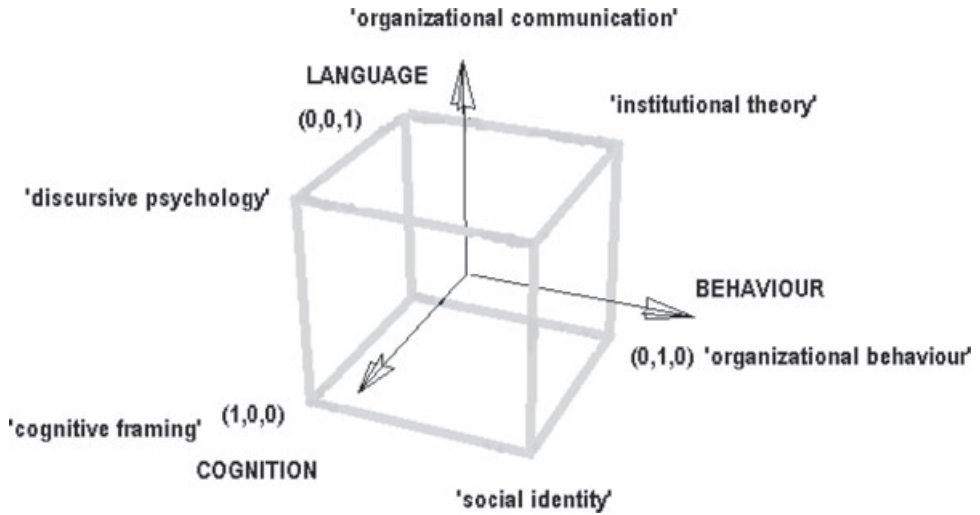 'organizational communication'
LANGUAGE
(0,0,1)
'institutional theory'
'discursive psychology'
BEHAVIOUR
(0,1,0) 'organizational behaviour'
(1,0,0)
'cognitive framing'
COGNITION
'social identity'